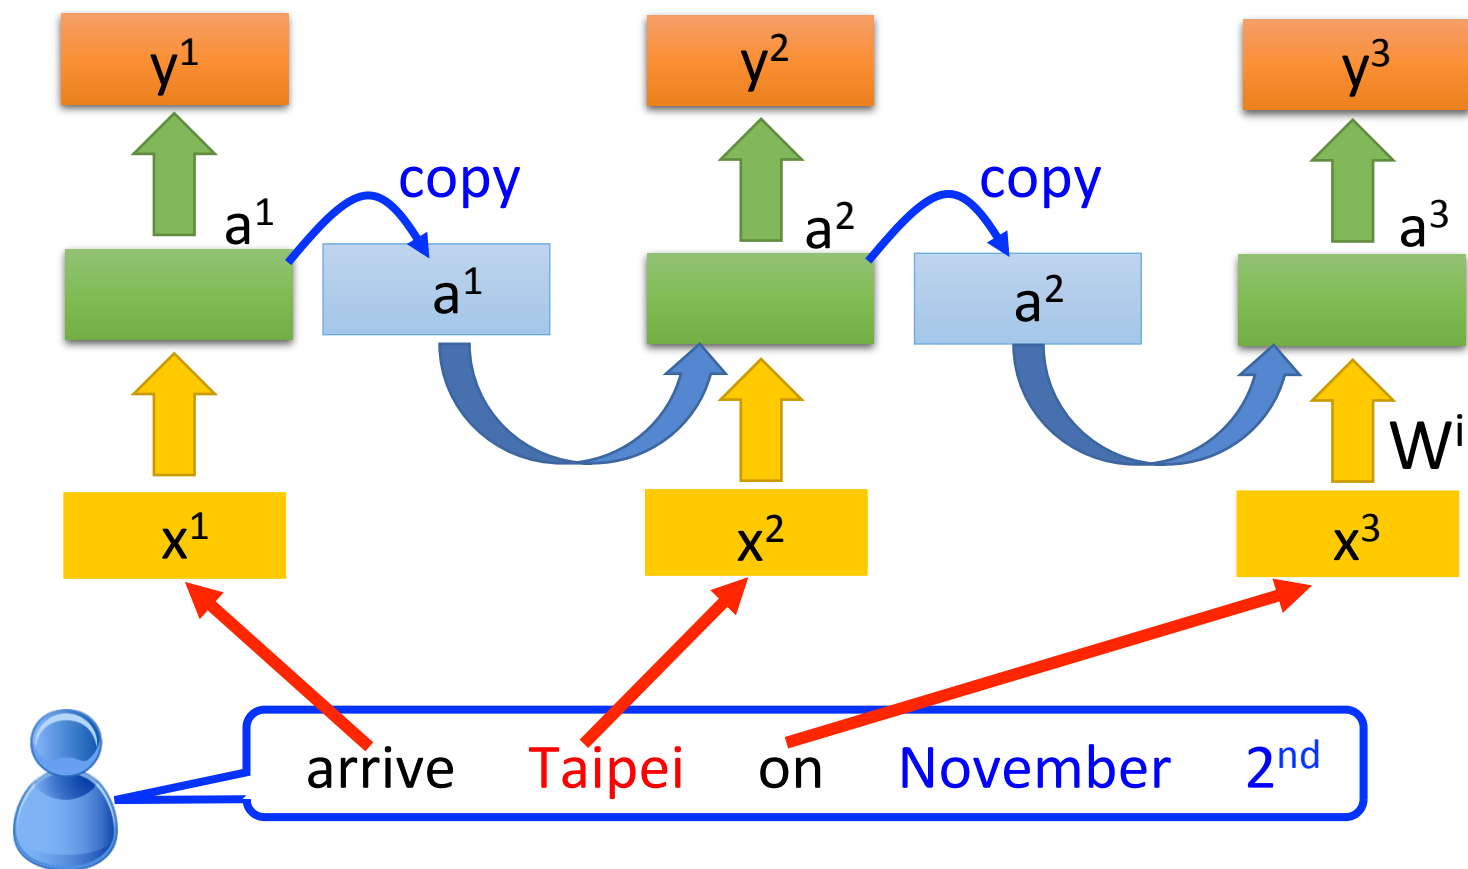 y¹ y² y³
copy copy
a¹ a² a³
a¹ a²
Wⁱ
x¹ x² x³
arrive Taipei on November 2ⁿᵈ